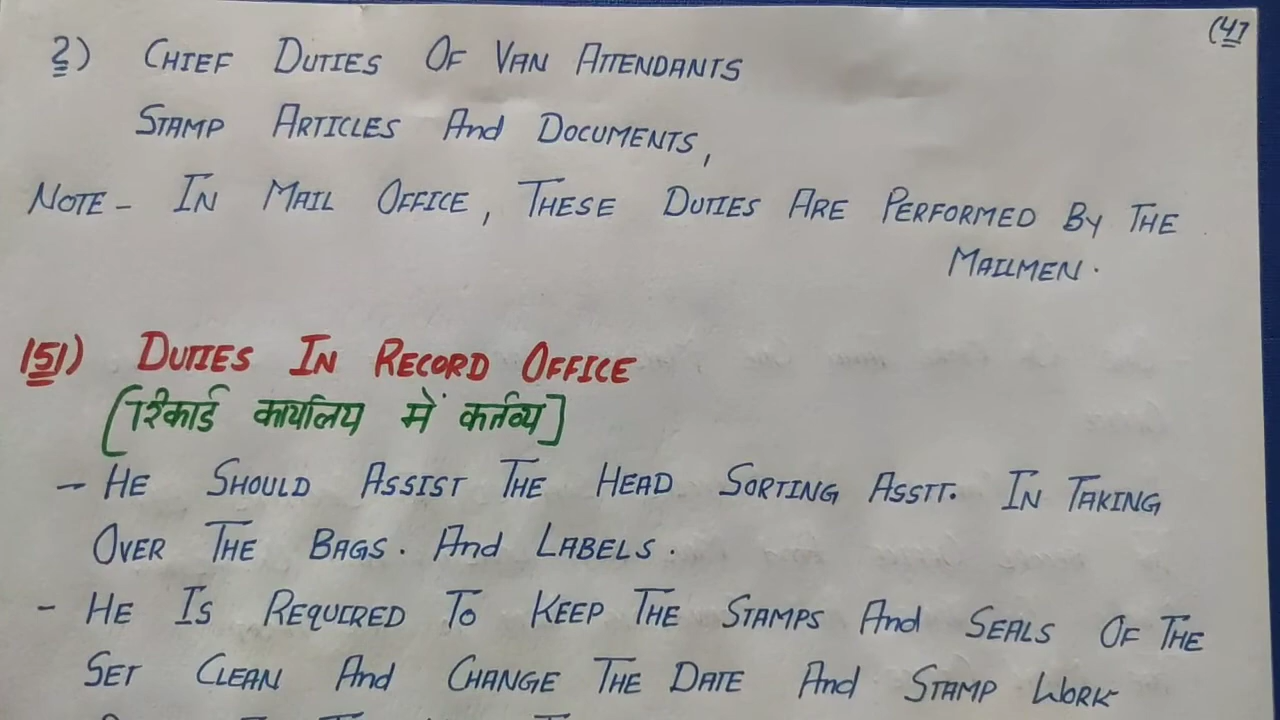 (4)
2) CHIEF DUTIES OF VAN ATTENDANTS
STAMP ARTICLES And DOCUMENTS,
NOTE - IN MAIL OFFICE, THESE DUTIES ARE PERFORMED BY THE
MAILMEN.
151) DUTIES IN RECORD OFFICE
(रिकार्ड कार्यालय में कर्तव्य]
- HE SHOULD ASSIST THE HEAD SORTING ASSTT. IN TAKING
OVER THE BAGS. And LABELS.
- HE IS REQUIRED TO KEEP THE STAMPS And SEALS OF THE
SET CLEAN And CHANGE THE DATE And STAMP WORK